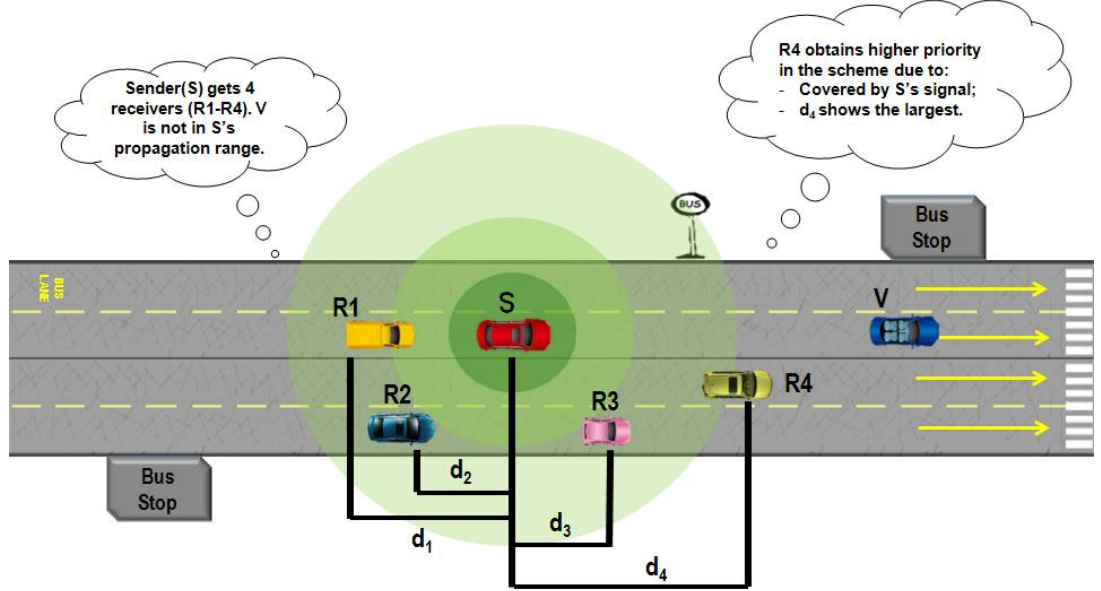 Sender(S) gets 4
receivers (R1-R4). V
is not in S's
propagation range.
R4 obtains higher priority
in the scheme due to:
- Covered by S's signal;
- d₄ shows the largest.
BUS
Bus
Stop
BUS
LANE
R1
S
V
R2
R3
R4
Bus
Stop
d₂
d₁
d₃
d₄